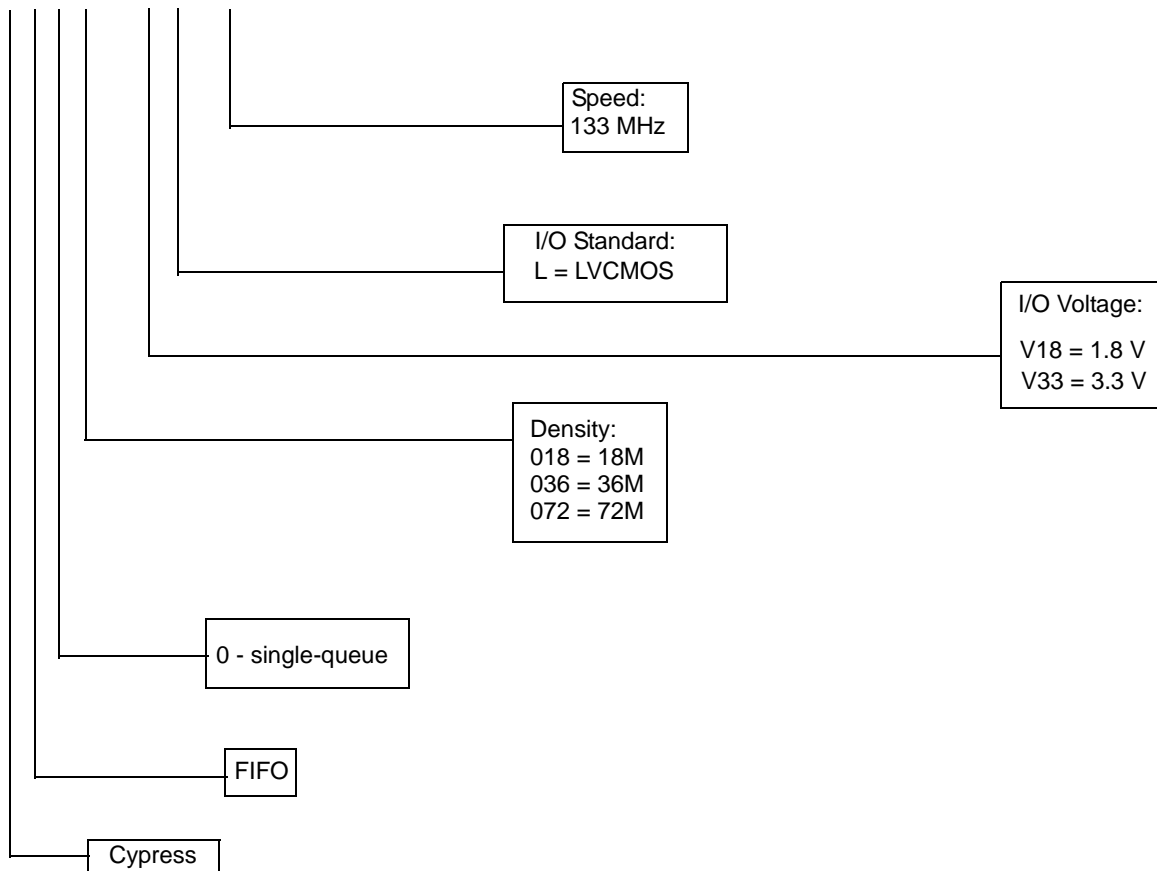 Speed:
133 MHz
I/O Standard:
L = LVCMOS
I/O Voltage:
V18 = 1.8 V
V33 = 3.3 V
Density:
018 = 18M
036 = 36M
072 = 72M
0 - single-queue
FIFO
Cypress